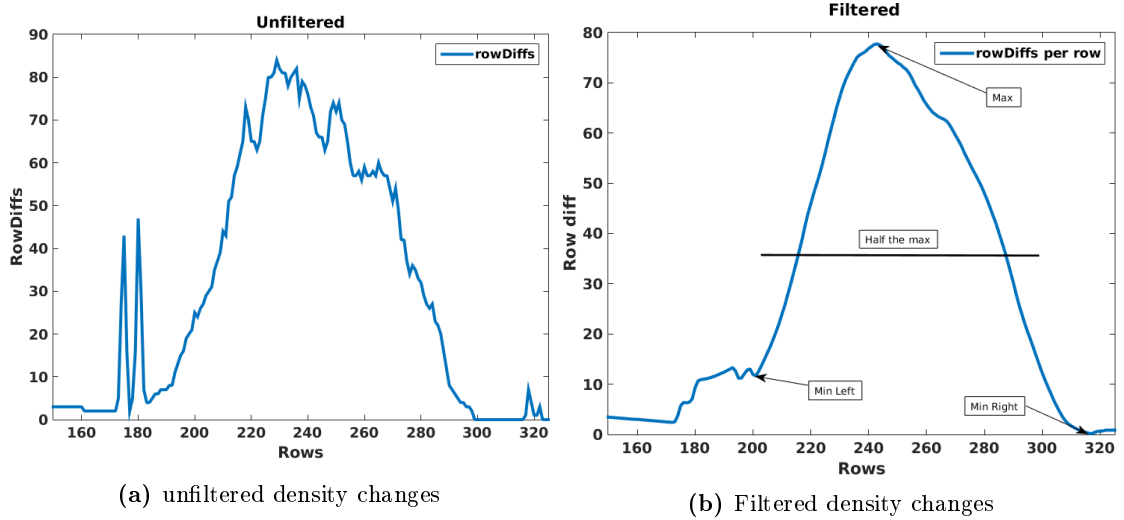 Unfiltered
90
80
70
60
50
40
30
20
10
0
RowDiffs
rowDiffs
160 180 200 220 240 260 280 300 320
Rows
(a) unfiltered density changes
Filtered
80
70
60
50
40
30
20
10
0
Row diff
rowDiffs per row
Max
Half the max
Min Left
Min Right
160 180 200 220 240 260 280 300 320
Rows
(b) Filtered density changes